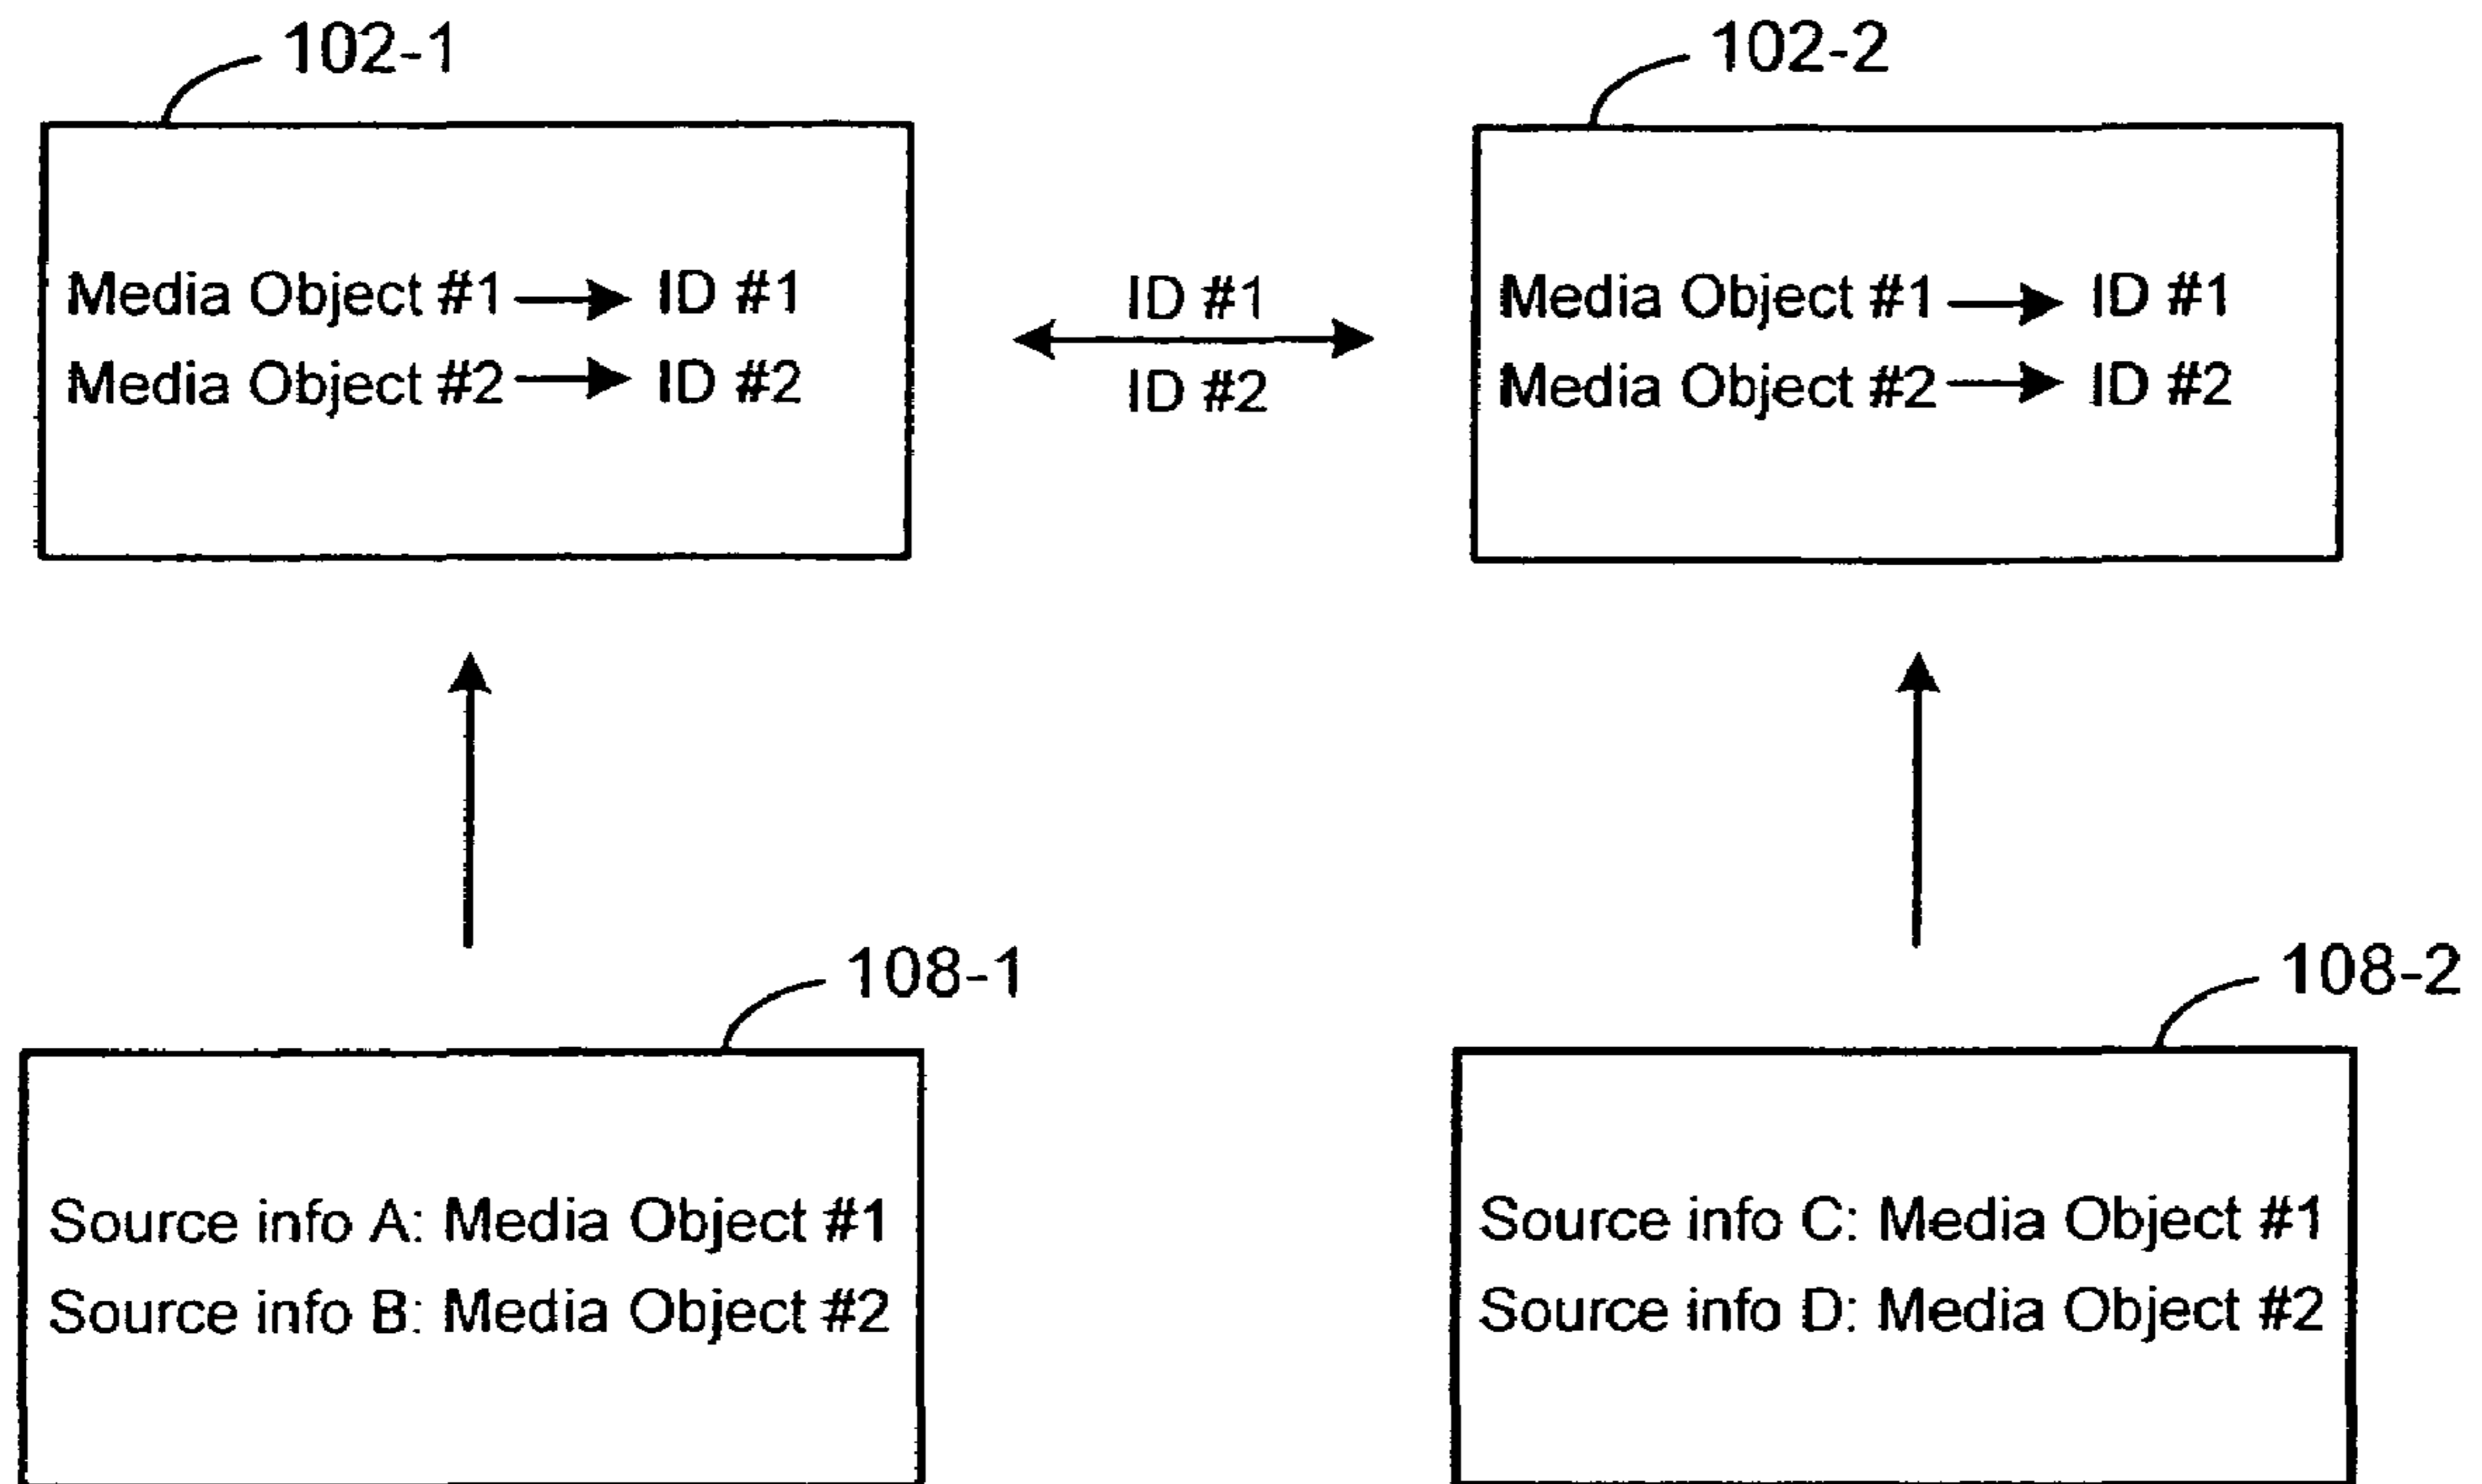 102-1
102-2
Media Object #1 ID #1
Media Object #2 ID #2
ID #1
ID #2
Media Object #1 ID #1
Media Object #2 ID #2
108-1
108-2
Source info A: Media Object #1
Source info B: Media Object #2
Source info C: Media Object #1
Source info D: Media Object #2